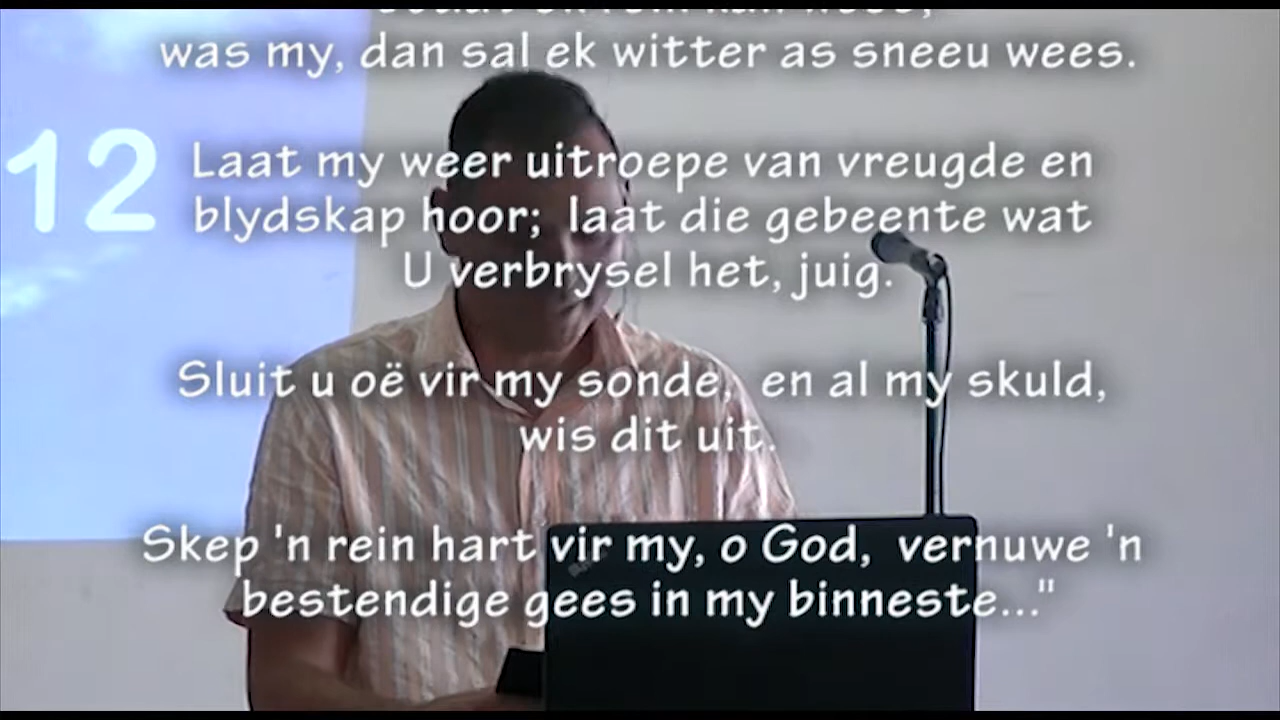 was my, dan sal ek witter as sneeu wees.
12
Laat my weer uitroepe van vreugde en
blydskap hoor; laat die gebeente wat
U verbrysel het, juig.
Sluit u oë vir my sonde, en al my skuld,
wis dit uit.
Skep 'n rein hart vir my, o God, vernuwe 'n
bestendige gees in my binneste..."